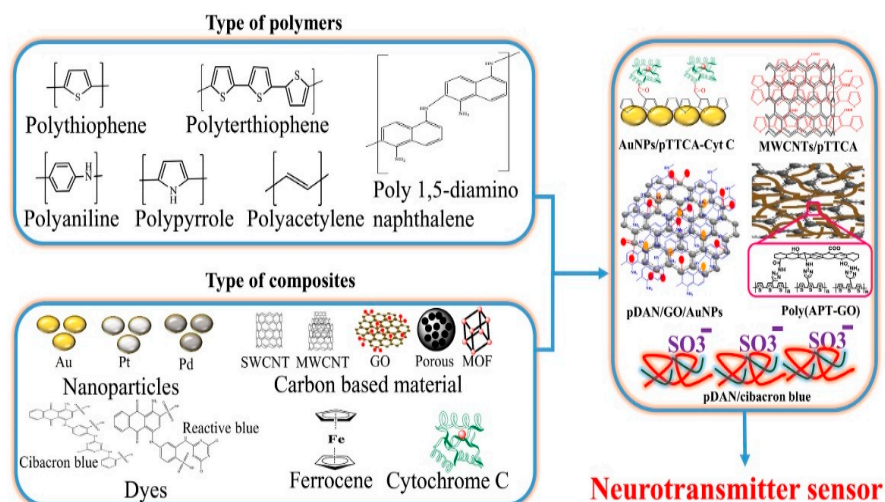 Type of polymers
Polythiophene
Polyterthiophene
Polyaniline
Polypyrrole
Polyacetylene
Poly 1,5-diamino
naphthalene
Type of composites
Au
Pt
Pd
Nanoparticles
SWCNT
MWCNT
GO
Porous
MOF
Carbon based material
Cibacron blue
Reactive blue
Dyes
Fe
Ferrocene
Cytochrome C
AuNPs/pTTCA-Cyt C
MWCNTs/pTTCA
pDAN/GO/AuNPs
Poly(APT-GO)
SO3-
SO3-
SO3-
pDAN/cibacron blue
Neurotransmitter sensor